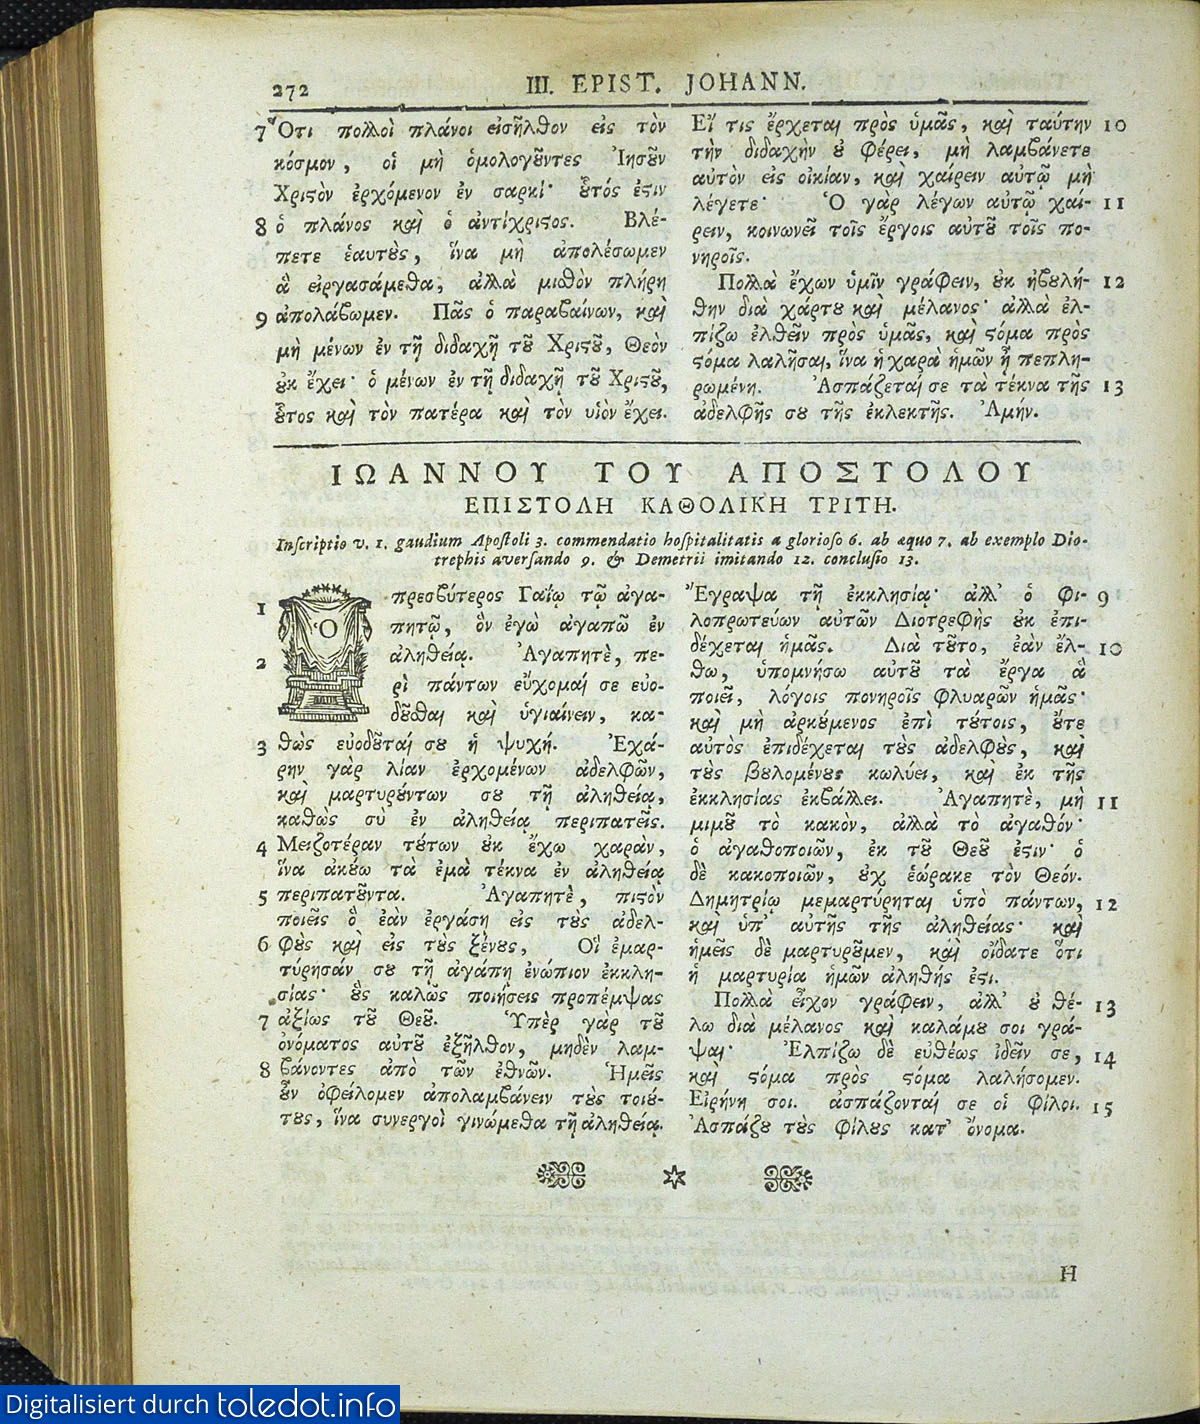 272
III. EPIST. JOHANN.
7 Ὅτι πολλοὶ πλάνοι εἰσῆλθον εἰς τὸν
κόσμον, οἱ μὴ ὁμολογοῦντες Ἰησοῦν
Χριστὸν ἐρχόμενον ἐν σαρκί· οὗτός ἐστιν
8 ὁ πλάνος καὶ ὁ ἀντίχριστος. Βλέ-
πετε ἑαυτοὺς, ἵνα μὴ ἀπολέσωμεν
ἃ εἰργασάμεθα, ἀλλὰ μισθὸν πλήρη
9 ἀπολάβωμεν. Πᾶς ὁ παραβαίνων, καὶ
μὴ μένων ἐν τῇ διδαχῇ τοῦ Χριστοῦ, Θεὸν
οὐκ ἔχει· ὁ μένων ἐν τῇ διδαχῇ τοῦ Χριστοῦ,
οὗτος καὶ τὸν πατέρα καὶ τὸν υἱὸν ἔχει.
Εἴ τις ἔρχεται πρὸς ὑμᾶς, καὶ ταύτην 10
τὴν διδαχὴν οὐ φέρει, μὴ λαμβάνετε
αὐτὸν εἰς οἰκίαν, καὶ χαίρειν αὐτῷ μὴ
λέγετε· Ὁ γὰρ λέγων αὐτῷ χαί- 11
ρειν, κοινωνεῖ τοῖς ἔργοις αὐτοῦ τοῖς πο-
νηροῖς.
Πολλὰ ἔχων ὑμῖν γράφειν, οὐκ ἠβουλή- 12
θην διὰ χάρτου καὶ μέλανος· ἀλλὰ ἐλ-
πίζω ἐλθεῖν πρὸς ὑμᾶς, καὶ στόμα πρὸς
στόμα λαλῆσαι, ἵνα ἡ χαρὰ ἡμῶν ᾖ πεπλη-
ρωμένη. Ἀσπάζεταί σε τὰ τέκνα τῆς 13
ἀδελφῆς σου τῆς ἐκλεκτῆς. Ἀμήν.
ΙΩΑΝΝΟΥ ΤΟΥ ΑΠΟΣΤΟΛΟΥ
ΕΠΙΣΤΟΛΗ ΚΑΘΟΛΙΚΗ ΤΡΙΤΗ.
Inscriptio v. 1. gaudium Apostoli 3. commendatio hospitalitatis a glorioso 6. ab æquo 7. ab exemplo Dio-
trephis aversando 9. & Demetrii imitando 12. conclusio 13.
1 Ὁ πρεσβύτερος Γαΐῳ τῷ ἀγα-
πητῷ, ὃν ἐγὼ ἀγαπῶ ἐν
2 ἀληθείᾳ. Ἀγαπητὲ, πε-
ρὶ πάντων εὔχομαί σε εὐο-
δοῦσθαι καὶ ὑγιαίνειν, κα-
3 θὼς εὐοδοῦταί σου ἡ ψυχή. Ἐχά-
ρην γὰρ λίαν ἐρχομένων ἀδελφῶν,
καὶ μαρτυρούντων σου τῇ ἀληθείᾳ,
καθὼς σὺ ἐν ἀληθείᾳ περιπατεῖς.
4 Μειζοτέραν τούτων οὐκ ἔχω χαρὰν,
ἵνα ἀκούω τὰ ἐμὰ τέκνα ἐν ἀληθείᾳ
5 περιπατοῦντα. Ἀγαπητὲ, πιστὸν
ποιεῖς ὃ ἐὰν ἐργάσῃ εἰς τοὺς ἀδελ-
6 φοὺς καὶ εἰς τοὺς ξένους, Οἳ ἐμαρ-
τύρησάν σου τῇ ἀγάπῃ ἐνώπιον ἐκκλη-
σίας· οὓς καλῶς ποιήσεις προπέμψας
7 ἀξίως τοῦ Θεοῦ. Ὑπὲρ γὰρ τοῦ
ὀνόματος αὐτοῦ ἐξῆλθον, μηδὲν λαμ-
8 βάνοντες ἀπὸ τῶν ἐθνῶν. Ἡμεῖς
οὖν ὀφείλομεν ἀπολαμβάνειν τοὺς τοιού-
τους, ἵνα συνεργοὶ γινώμεθα τῇ ἀληθείᾳ.
Ἔγραψα τῇ ἐκκλησίᾳ· ἀλλ' ὁ φι- 9
λοπρωτεύων αὐτῶν Διοτρεφὴς οὐκ ἐπι-
δέχεται ἡμᾶς. Διὰ τοῦτο, ἐὰν ἔλ- 10
θω, ὑπομνήσω αὐτοῦ τὰ ἔργα ἃ
ποιεῖ, λόγοις πονηροῖς φλυαρῶν ἡμᾶς·
καὶ μὴ ἀρκούμενος ἐπὶ τούτοις, οὔτε
αὐτὸς ἐπιδέχεται τοὺς ἀδελφοὺς, καὶ
τοὺς βουλομένους κωλύει, καὶ ἐκ τῆς
ἐκκλησίας ἐκβάλλει. Ἀγαπητὲ, μὴ 11
μιμοῦ τὸ κακὸν, ἀλλὰ τὸ ἀγαθόν·
ὁ ἀγαθοποιῶν, ἐκ τοῦ Θεοῦ ἐστιν· ὁ
δὲ κακοποιῶν, οὐχ ἑώρακε τὸν Θεόν.
Δημητρίῳ μεμαρτύρηται ὑπὸ πάντων, 12
καὶ ὑπ' αὐτῆς τῆς ἀληθείας· καὶ
ἡμεῖς δὲ μαρτυροῦμεν, καὶ οἴδατε ὅτι
ἡ μαρτυρία ἡμῶν ἀληθής ἐστι.
Πολλὰ εἶχον γράφειν, ἀλλ' οὐ θέ- 13
λω διὰ μέλανος καὶ καλάμου σοι γρά-
ψαι· Ἐλπίζω δὲ εὐθέως ἰδεῖν σε, 14
καὶ στόμα πρὸς στόμα λαλήσομεν.
Εἰρήνη σοι. ἀσπάζονταί σε οἱ φίλοι. 15
Ἀσπάζου τοὺς φίλους κατ' ὄνομα.
Η
Digitalisiert durch toledot.info